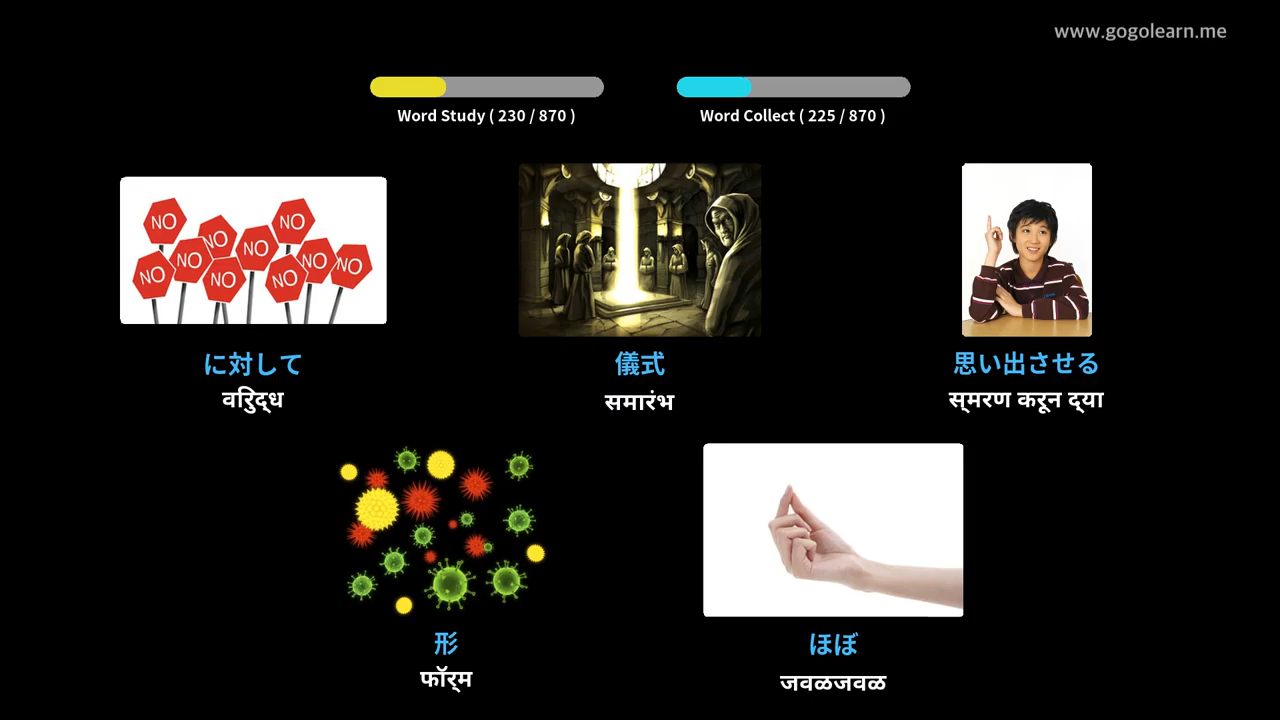 www.gogolearn.me
Word Study ( 230 / 870 )
Word Collect ( 225 / 870 )
NO
NO
NO
NO
NO
NO
NO
NO
NO
NO
に対して
儀式
思い出させる
वरिुद्ध
समारंभ
स्मरण करून द्या
形
ほぼ
फॉर्म
जवळजवळ